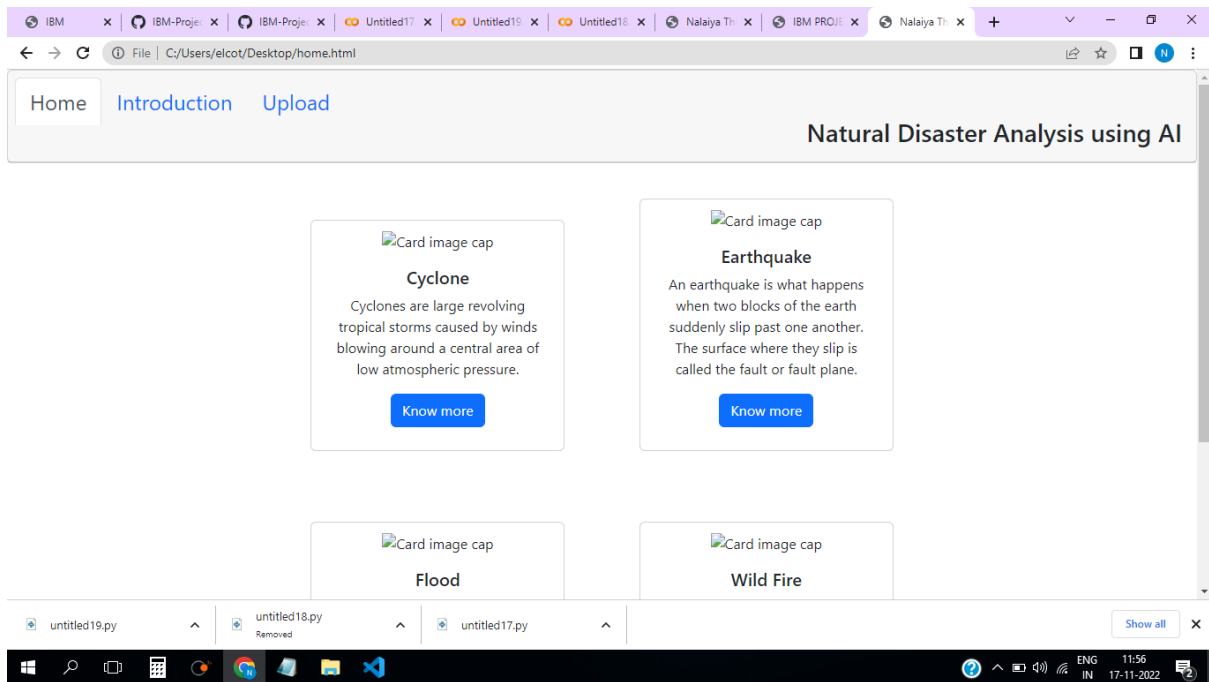 IBM
IBM-Projec
IBM-Projec
Untitled17
Untitled19
Untitled18
Nalaiya Th
IBM PROJE
Nalaiya Th
File
C:/Users/elcot/Desktop/home.html
N
Home
Introduction
Upload
Natural Disaster Analysis using AI
Card image cap
Cyclone
Cyclones are large revolving
tropical storms caused by winds
blowing around a central area of
low atmospheric pressure.
Know more
Card image cap
Earthquake
An earthquake is what happens
when two blocks of the earth
suddenly slip past one another.
The surface where they slip is
called the fault or fault plane.
Know more
Card image cap
Flood
Card image cap
Wild Fire
untitled19.py
untitled18.py
Removed
untitled17.py
Show all
N
ENG
IN
11:56
17-11-2022
2